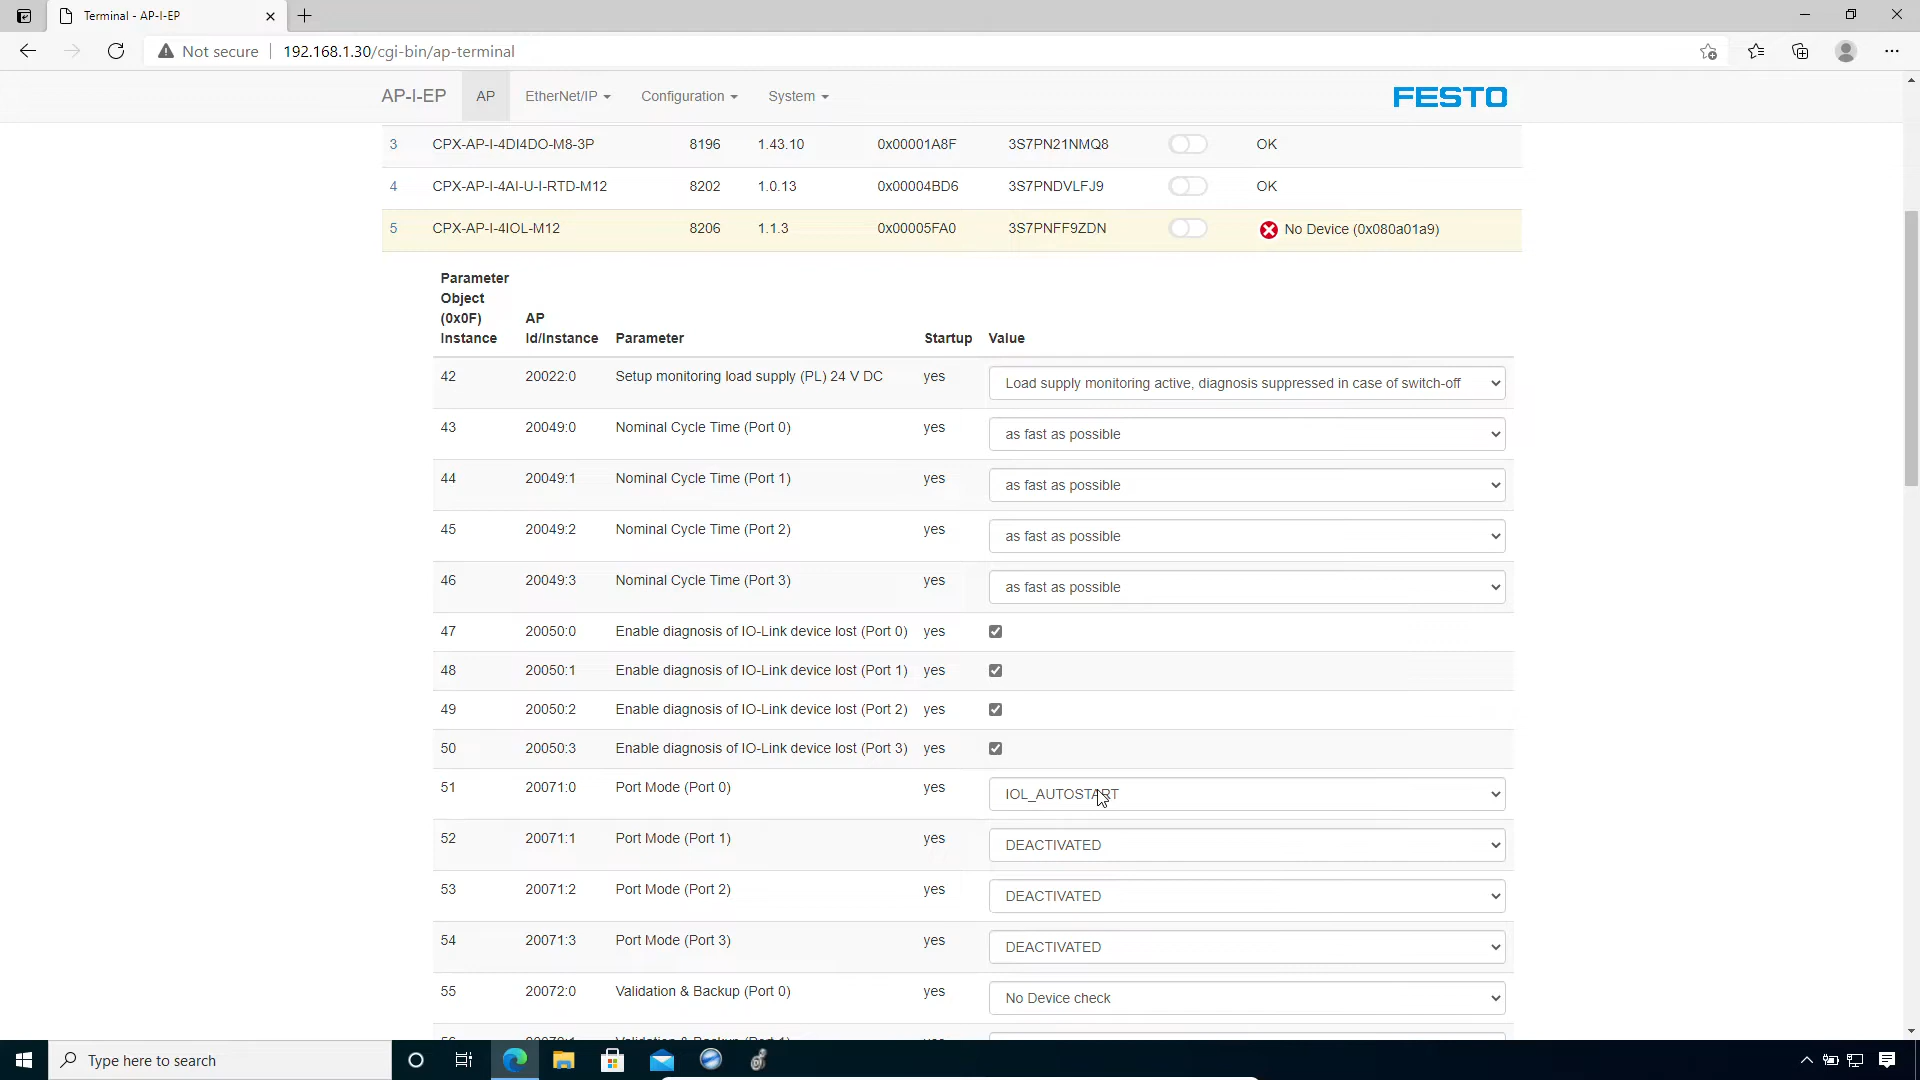 Terminal - AP-I-EP
Not secure 192.168.1.30/cgi-bin/ap-terminal
AP-I-EP AP EtherNet/IP Configuration System FESTO
3 CPX-AP-I-4DI4DO-M8-3P 8196 1.43.10 0x00001A8F 3S7PN21NMQ8 OK
4 CPX-AP-I-4AI-U-I-RTD-M12 8202 1.0.13 0x00004BD6 3S7PNDVLFJ9 OK
5 CPX-AP-I-4IOL-M12 8206 1.1.3 0x00005FA0 3S7PNFF9ZDN No Device (0x080a01a9)
Parameter
Object
(0x0F) AP
Instance Id/Instance Parameter Startup Value
42 20022:0 Setup monitoring load supply (PL) 24 V DC yes Load supply monitoring active, diagnosis suppressed in case of switch-off
43 20049:0 Nominal Cycle Time (Port 0) yes as fast as possible
44 20049:1 Nominal Cycle Time (Port 1) yes as fast as possible
45 20049:2 Nominal Cycle Time (Port 2) yes as fast as possible
46 20049:3 Nominal Cycle Time (Port 3) yes as fast as possible
47 20050:0 Enable diagnosis of IO-Link device lost (Port 0) yes
48 20050:1 Enable diagnosis of IO-Link device lost (Port 1) yes
49 20050:2 Enable diagnosis of IO-Link device lost (Port 2) yes
50 20050:3 Enable diagnosis of IO-Link device lost (Port 3) yes
51 20071:0 Port Mode (Port 0) yes IOL_AUTOSTART
52 20071:1 Port Mode (Port 1) yes DEACTIVATED
53 20071:2 Port Mode (Port 2) yes DEACTIVATED
54 20071:3 Port Mode (Port 3) yes DEACTIVATED
55 20072:0 Validation & Backup (Port 0) yes No Device check
Type here to search